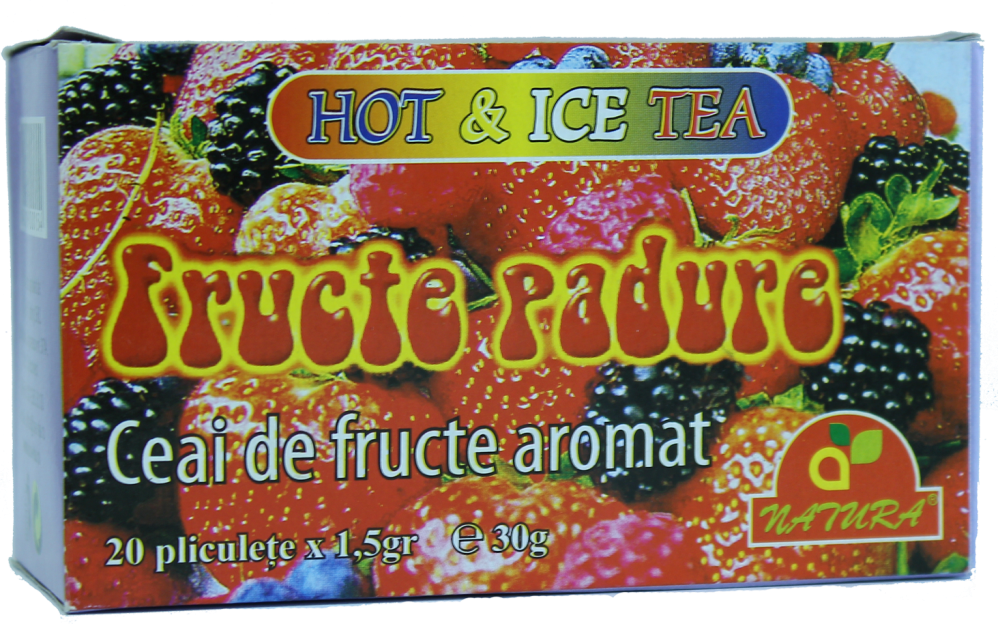 HOT & ICE TEA
fructe padure
Ceai de fructe aromat
20 pliculețe x 1,5gr ℮ 30g
NATURA®